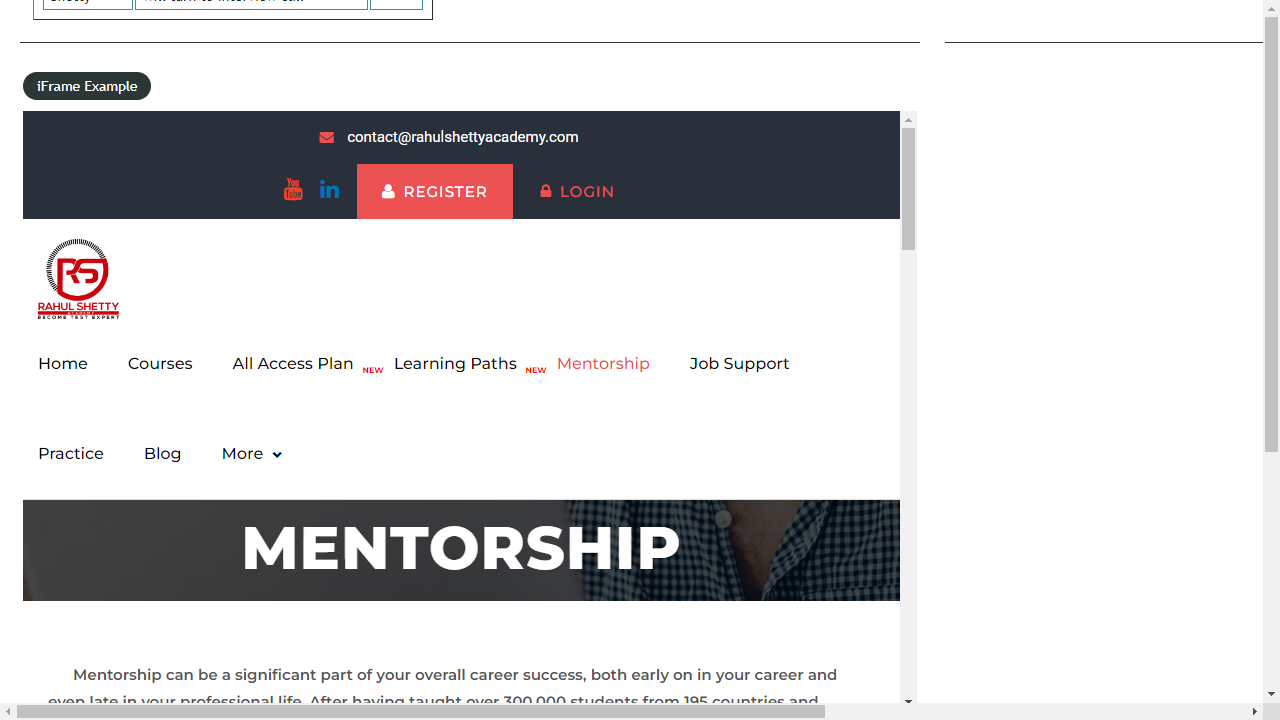 iFrame Example
contact@rahulshettyacademy.com
REGISTER LOGIN
RAHUL SHETTY
ACADEMY
BECOME TEST EXPERT
Home Courses All Access Plan NEW Learning Paths NEW Mentorship Job Support
Practice Blog More
MENTORSHIP
Mentorship can be a significant part of your overall career success, both early on in your career and
even late in your professional life. After having taught over 300,000 students from 195 countries and